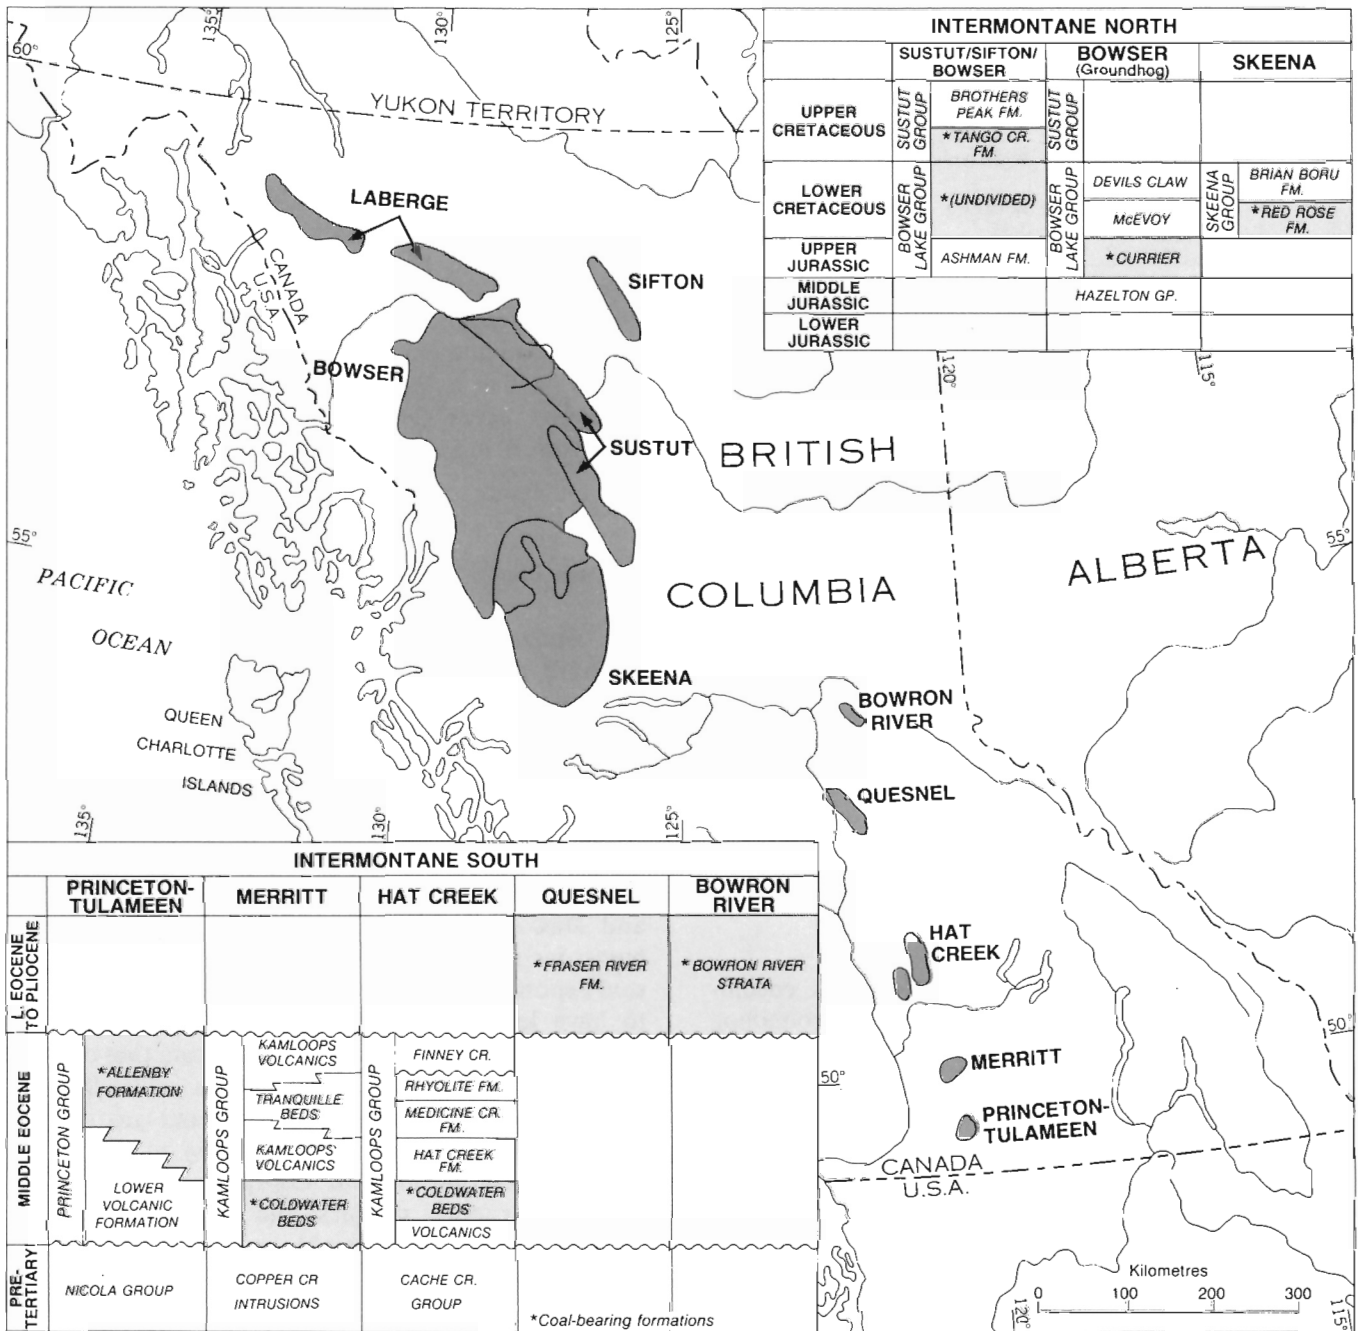 135°
130°
125°
60°
YUKON TERRITORY
LABERGE
CANADA
U.S.A.
SIFTON
BOWSER
SUSTUT
BRITISH
COLUMBIA
ALBERTA
120°
115°
55°
55°
PACIFIC
OCEAN
SKEENA
QUEEN
CHARLOTTE
ISLANDS
BOWRON
RIVER
QUESNEL
135°
130°
125°
HAT
CREEK
50°
50°
MERRITT
PRINCETON-
TULAMEEN
CANADA
U.S.A.
Kilometres
0 100 200 300
120°
115°
INTERMONTANE NORTH
SUSTUT/SIFTON/
BOWSER
BOWSER
(Groundhog)
SKEENA
UPPER
CRETACEOUS
SUSTUT
GROUP
BROTHERS
PEAK FM.
*TANGO CR.
FM.
SUSTUT
GROUP
LOWER
CRETACEOUS
BOWSER
LAKE GROUP
*(UNDIVIDED)
BOWSER
LAKE GROUP
DEVILS CLAW
McEVOY
SKEENA
GROUP
BRIAN BORU
FM.
*RED ROSE
FM.
UPPER
JURASSIC
ASHMAN FM.
*CURRIER
MIDDLE
JURASSIC
HAZELTON GP.
LOWER
JURASSIC
INTERMONTANE SOUTH
PRINCETON-
TULAMEEN
MERRITT
HAT CREEK
QUESNEL
BOWRON
RIVER
L. EOCENE
TO PLIOCENE
*FRASER RIVER
FM.
*BOWRON RIVER
STRATA
MIDDLE EOCENE
PRINCETON GROUP
*ALLENBY
FORMATION
LOWER
VOLCANIC
FORMATION
KAMLOOPS GROUP
KAMLOOPS
VOLCANICS
TRANQUILLE
BEDS
KAMLOOPS
VOLCANICS
*COLDWATER
BEDS
KAMLOOPS GROUP
FINNEY CR.
RHYOLITE FM.
MEDICINE CR.
FM.
HAT CREEK
FM.
*COLDWATER
BEDS
VOLCANICS
PRE-
TERTIARY
NICOLA GROUP
COPPER CR
INTRUSIONS
CACHE CR.
GROUP
*Coal-bearing formations